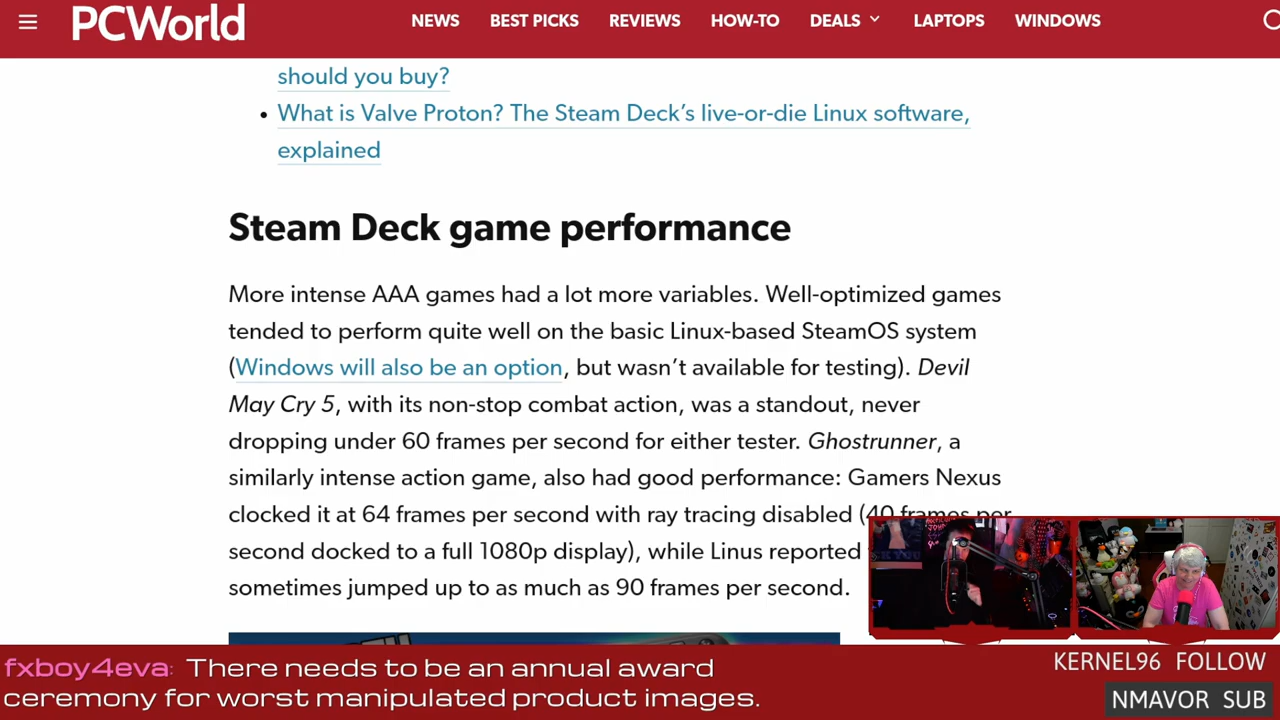 PCWorld
NEWS BEST PICKS REVIEWS HOW-TO DEALS LAPTOPS WINDOWS
should you buy?
• What is Valve Proton? The Steam Deck’s live-or-die Linux software,
explained
Steam Deck game performance
More intense AAA games had a lot more variables. Well-optimized games
tended to perform quite well on the basic Linux-based SteamOS system
(Windows will also be an option, but wasn’t available for testing). Devil
May Cry 5, with its non-stop combat action, was a standout, never
dropping under 60 frames per second for either tester. Ghostrunner, a
similarly intense action game, also had good performance: Gamers Nexus
clocked it at 64 frames per second with ray tracing disabled (40 frames per
second docked to a full 1080p display), while Linus reported
sometimes jumped up to as much as 90 frames per second.
fxboy4eva: There needs to be an annual award
ceremony for worst manipulated product images.
KERNEL96 FOLLOW
NMAVOR SUB